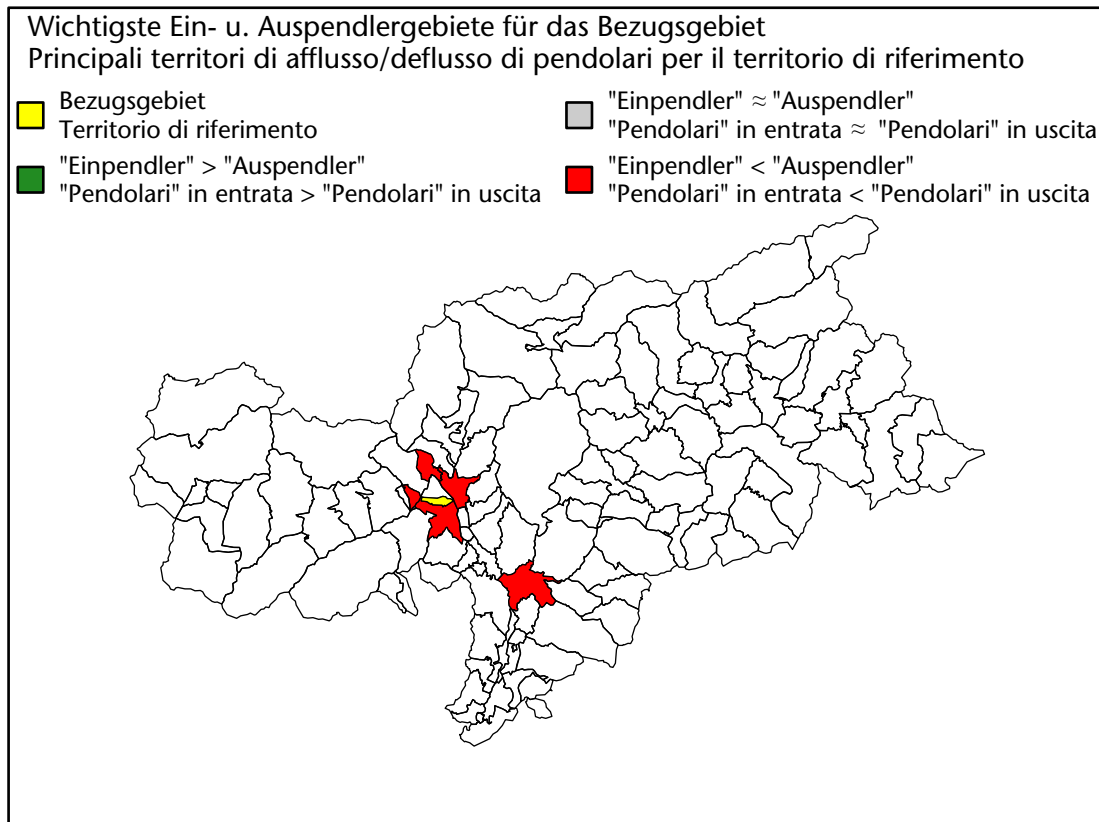 Wichtigste Ein- u. Auspendlergebiete für das Bezugsgebiet
Principali territori di afflusso/deflusso di pendolari per il territorio di riferimento
Bezugsgebiet
Territorio di riferimento
"Einpendler" > "Auspendler"
"Pendolari" in entrata > "Pendolari" in uscita
"Einpendler" ≈ "Auspendler"
"Pendolari" in entrata ≈ "Pendolari" in uscita
"Einpendler" < "Auspendler"
"Pendolari" in entrata < "Pendolari" in uscita